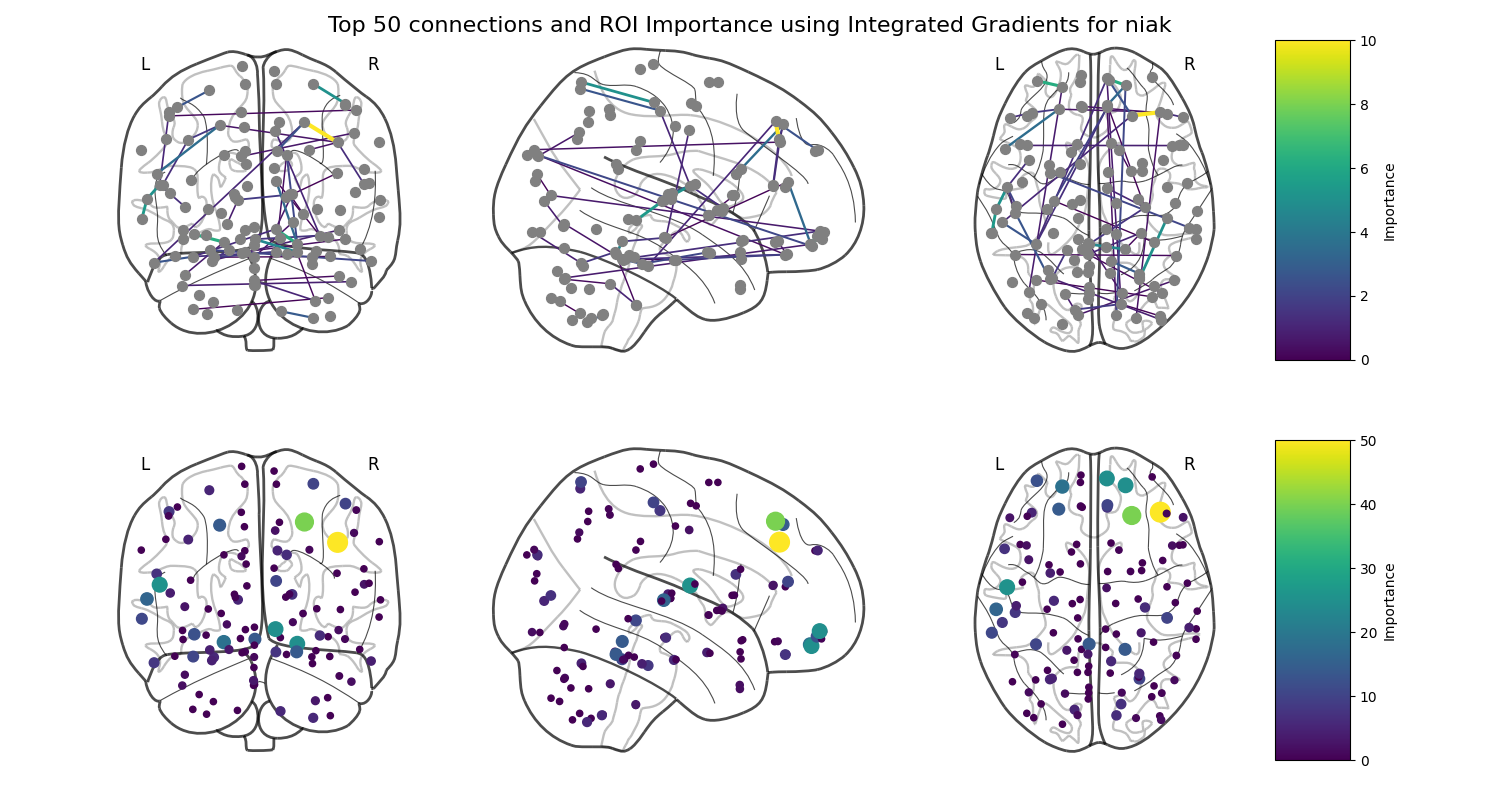 Top 50 connections and ROI Importance using Integrated Gradients for niak
L R
L R
10
8
6
4
2
0
Importance
L R
L R
50
40
30
20
10
0
Importance